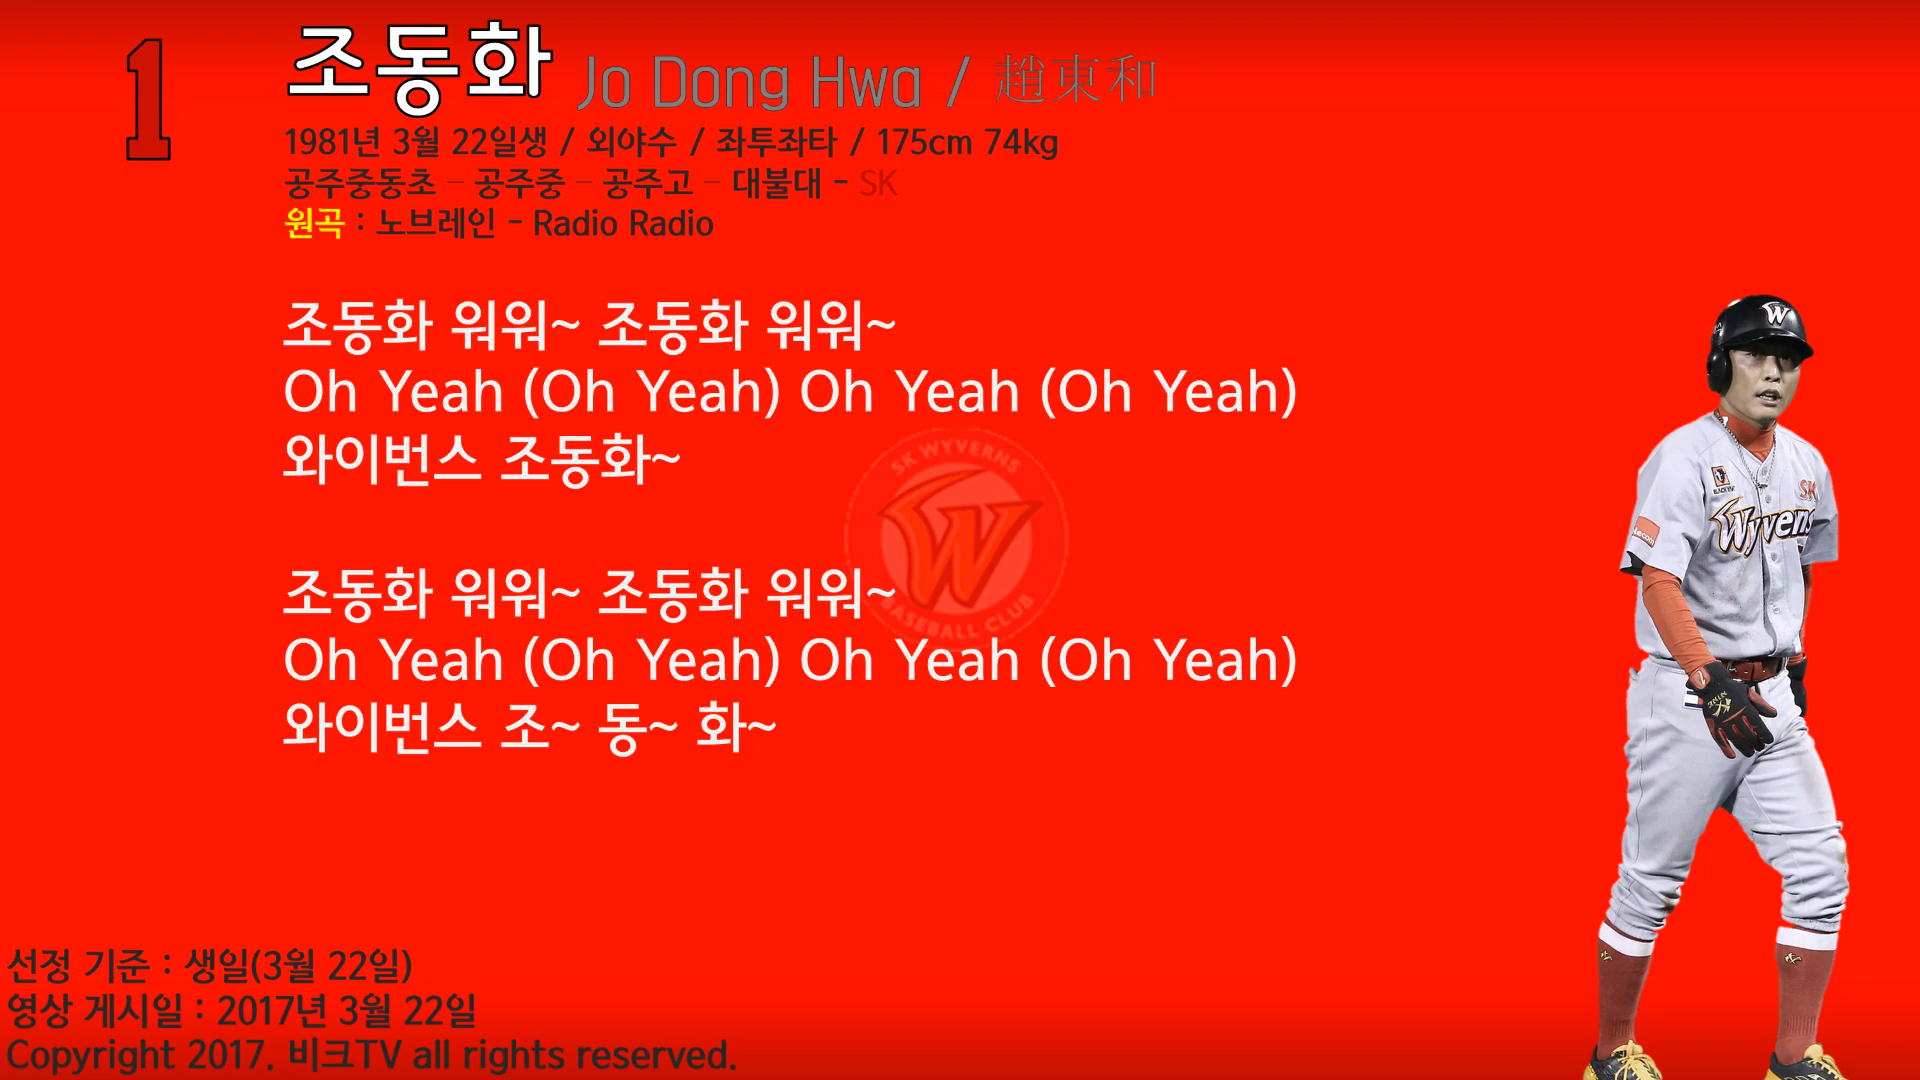 1
조동화 Jo Dong Hwa / 趙東和
1981년 3월 22일생 / 외야수 / 좌투좌타 / 175cm 74kg
공주중동초 - 공주중 - 공주고 - 대불대 - SK
원곡 : 노브레인 - Radio Radio
조동화 워워~ 조동화 워워~
Oh Yeah (Oh Yeah) Oh Yeah (Oh Yeah)
와이번스 조동화~
조동화 워워~ 조동화 워워~
Oh Yeah (Oh Yeah) Oh Yeah (Oh Yeah)
와이번스 조~ 동~ 화~
SK WYVERNS
W
BASEBALL CLUB
W
SK
Wyverns
선정 기준 : 생일(3월 22일)
영상 게시일 : 2017년 3월 22일
Copyright 2017. 비크TV all rights reserved.